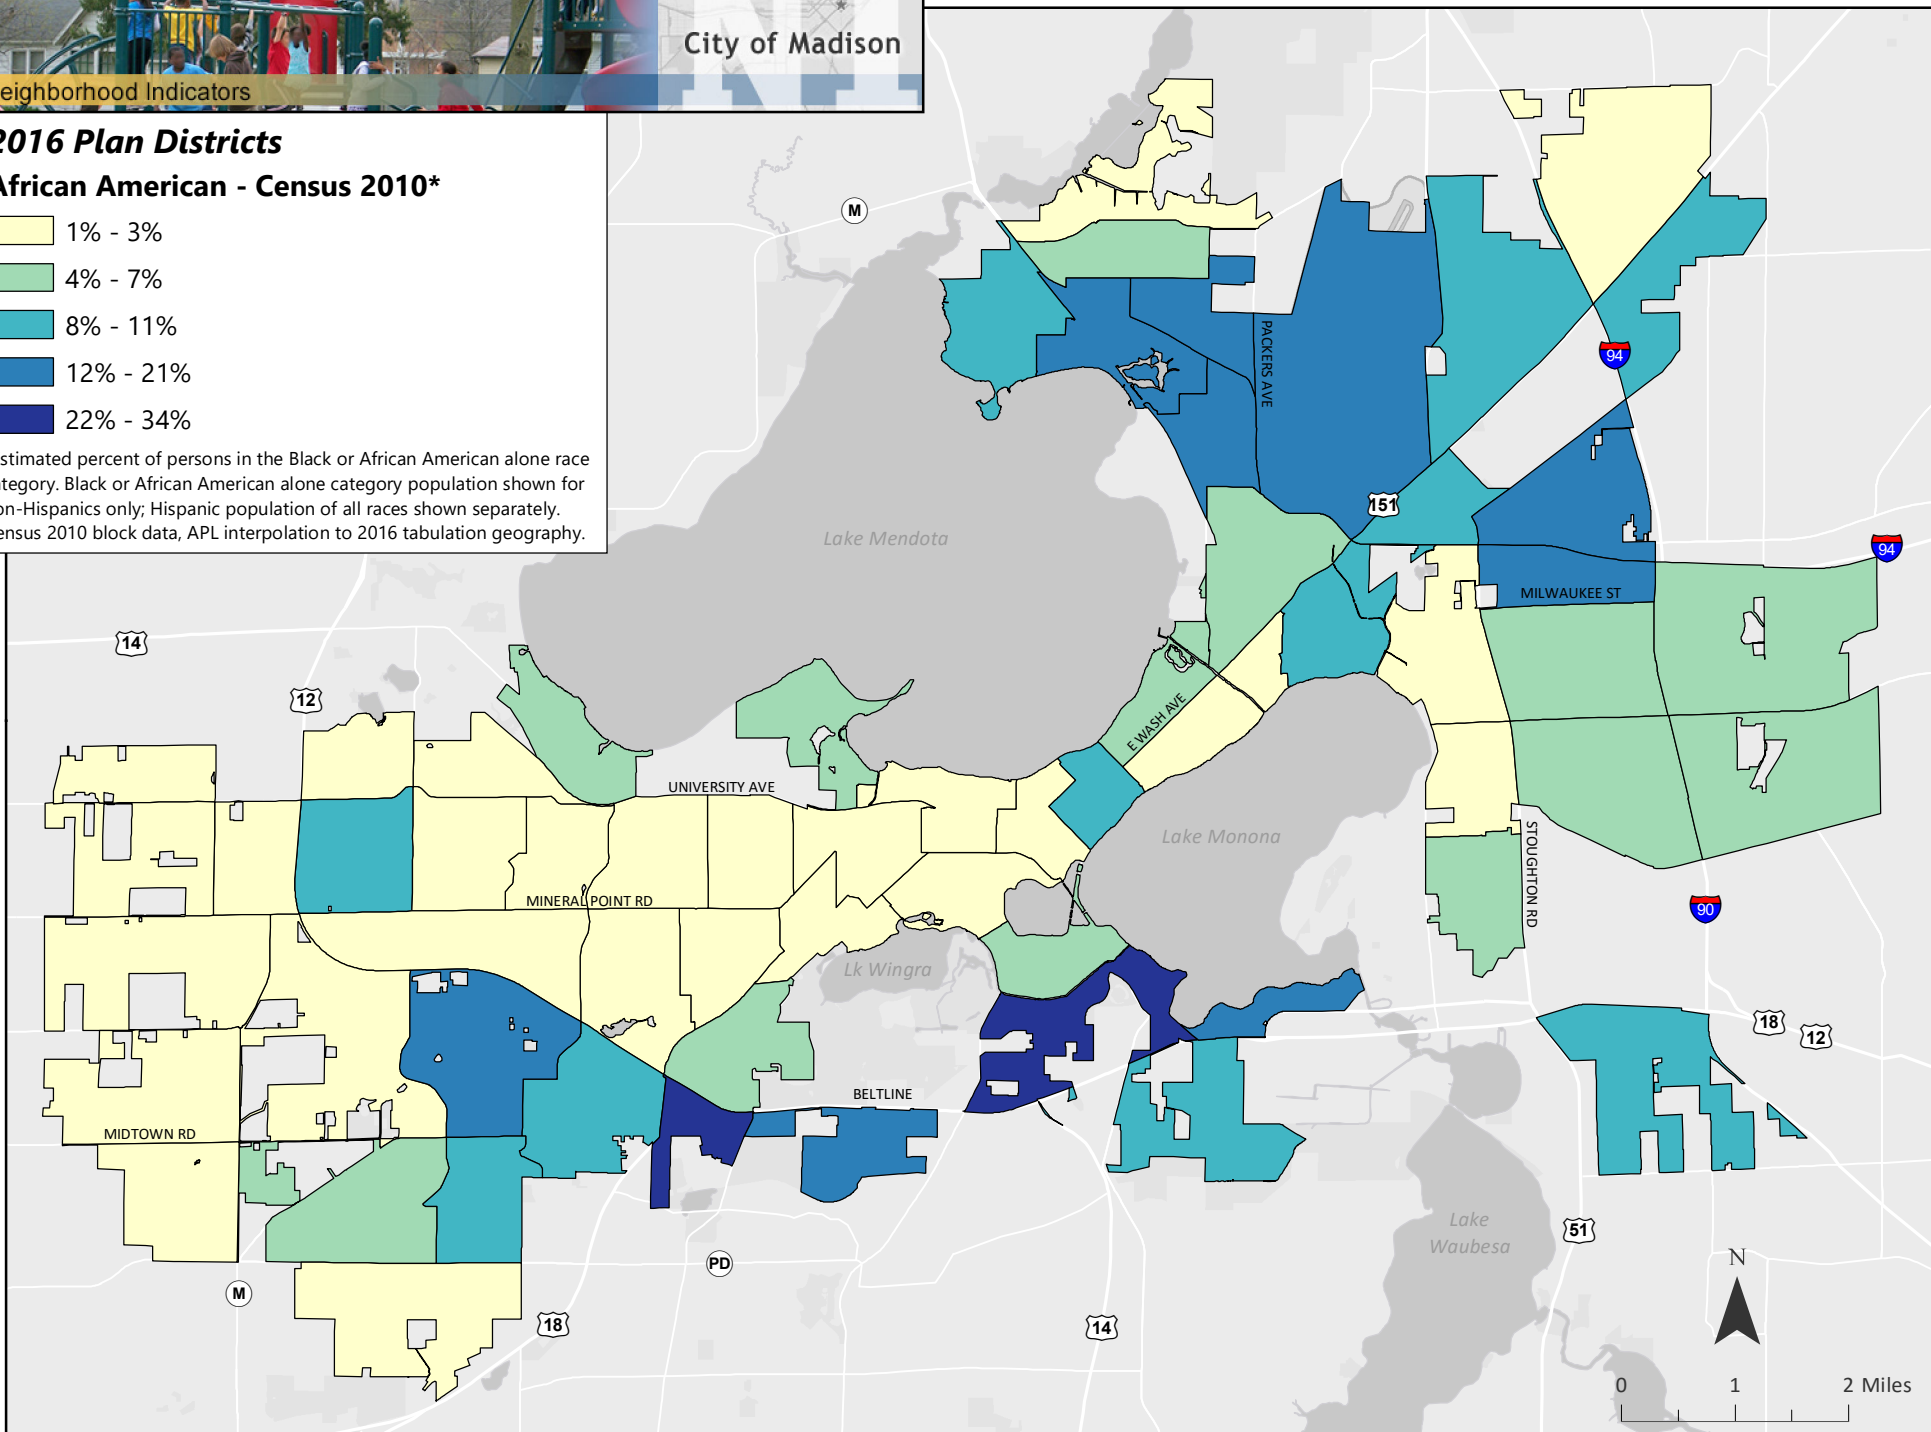 City of Madison
eighborhood Indicators
2016 Plan Districts
African American - Census 2010*
1% - 3%
4% - 7%
8% - 11%
12% - 21%
22% - 34%
stimated percent of persons in the Black or African American alone race
tegory. Black or African American alone category population shown for
on-Hispanics only; Hispanic population of all races shown separately.
ensus 2010 block data, APL interpolation to 2016 tabulation geography.
M
PACKERS AVE
94
151
94
Lake Mendota
MILWAUKEE ST
14
12
E WASH AVE
UNIVERSITY AVE
Lake Monona
STOUGHTON RD
MINERAL POINT RD
90
Lk Wingra
18
12
BELTLINE
MIDTOWN RD
Lake
Waubesa
51
PD
M
18
14
N
0 1 2 Miles